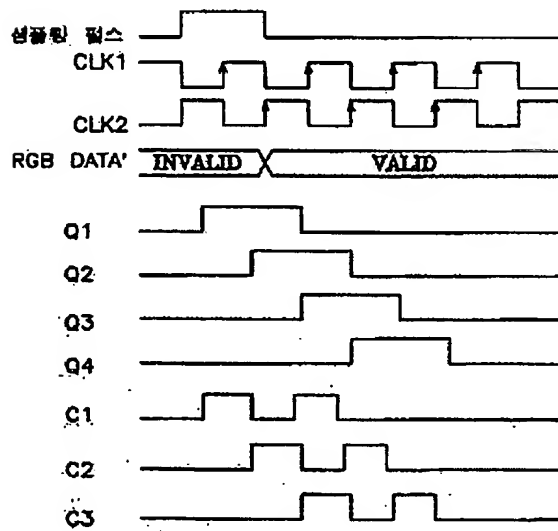 샘플링 펄스
CLK1
CLK2
RGB DATA' INVALID VALID
Q1
Q2
Q3
Q4
C1
C2
C3